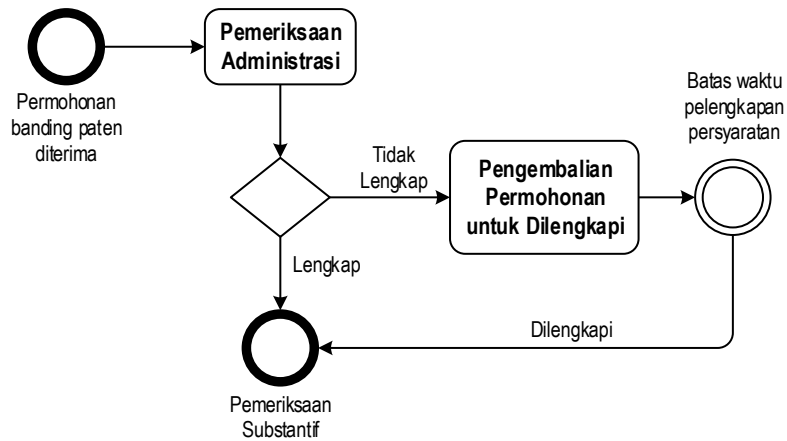 Permohonan
banding paten
diterima
Pemeriksaan
Administrasi
Tidak
Lengkap
Pengembalian
Permohonan
untuk Dilengkapi
Batas waktu
pelengkapan
persyaratan
Lengkap
Dilengkapi
Pemeriksaan
Substantif